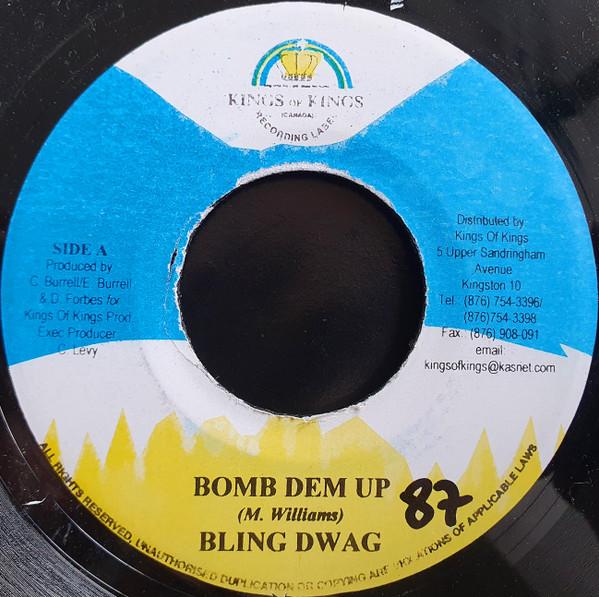 KINGS OF KINGS
(CANADA)
RECORDING LABEL
SIDE A
Produced by
C. Burrell/E. Burrell
& D. Forbes for
Kings Of Kings Prod.
Exec Producer
C. Levy
Distributed by
Kings Of Kings
5 Upper Sandringham
Avenue
Kingston 10
Tel.: (876) 754-3396/
(876)754-3398
Fax.: (876) 908-091
email:
kingsofkings@kasnet.com
BOMB DEM UP
(M. Williams)
BLING DWAG
87
ALL RIGHTS RESERVED, UNAUTHORISED DUPLICATION OR COPYING ARE VIOLATIONS OF APPLICABLE LAWS